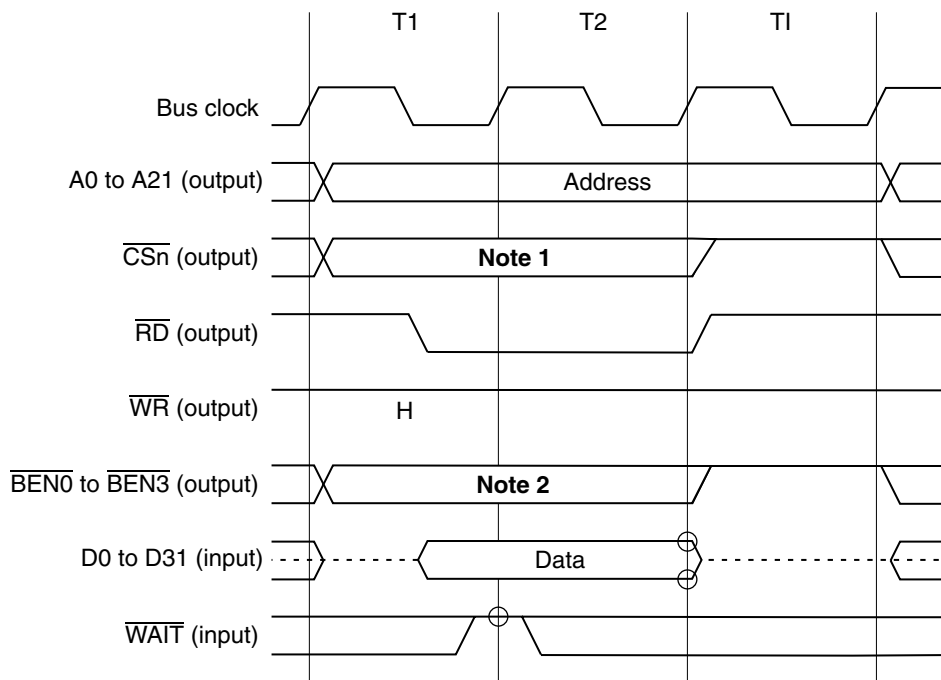 T1 T2 TI
Bus clock
A0 to A21 (output) Address
CSn (output) Note 1
RD (output)
WR (output) H
BEN0 to BEN3 (output) Note 2
D0 to D31 (input) Data
WAIT (input)